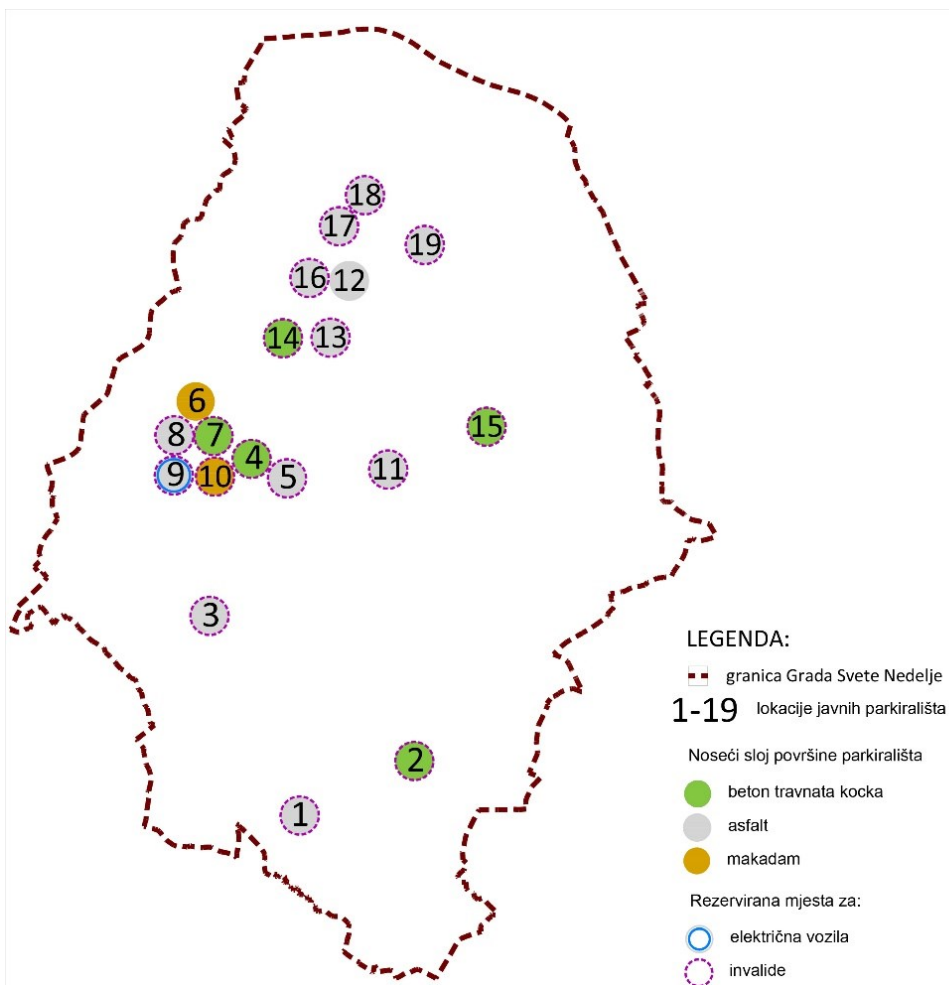 18
17
19
16
12
14
13
6
8
7
15
4
11
9
10
5
3
LEGENDA:
granica Grada Svete Nedelje
1-19 lokacije javnih parkirališta
2
Noseći sloj površine parkirališta
beton travnata kocka
1
asfalt
makadam
Rezervirana mjesta za:
električna vozila
invalide